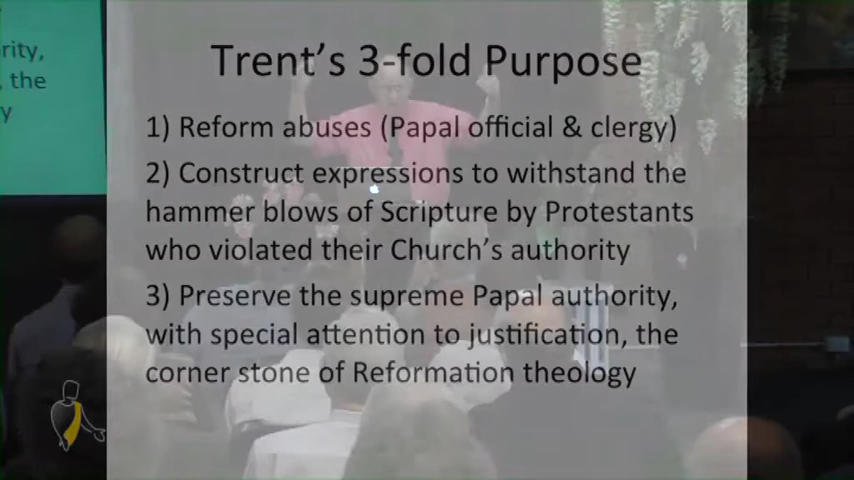 rity,
, the
y
Trent's 3-fold Purpose
1) Reform abuses (Papal official & clergy)
2) Construct expressions to withstand the
hammer blows of Scripture by Protestants
who violated their Church's authority
3) Preserve the supreme Papal authority,
with special attention to justification, the
corner stone of Reformation theology